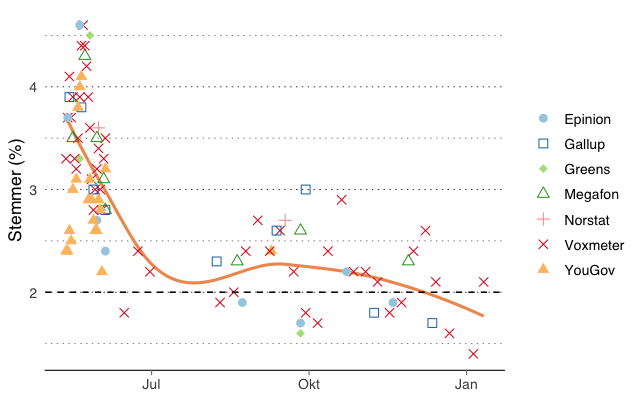 Stemmer (%)
4
3
2
Jul
Okt
Jan
Epinion
Gallup
Greens
Megafon
Norstat
Voxmeter
YouGov